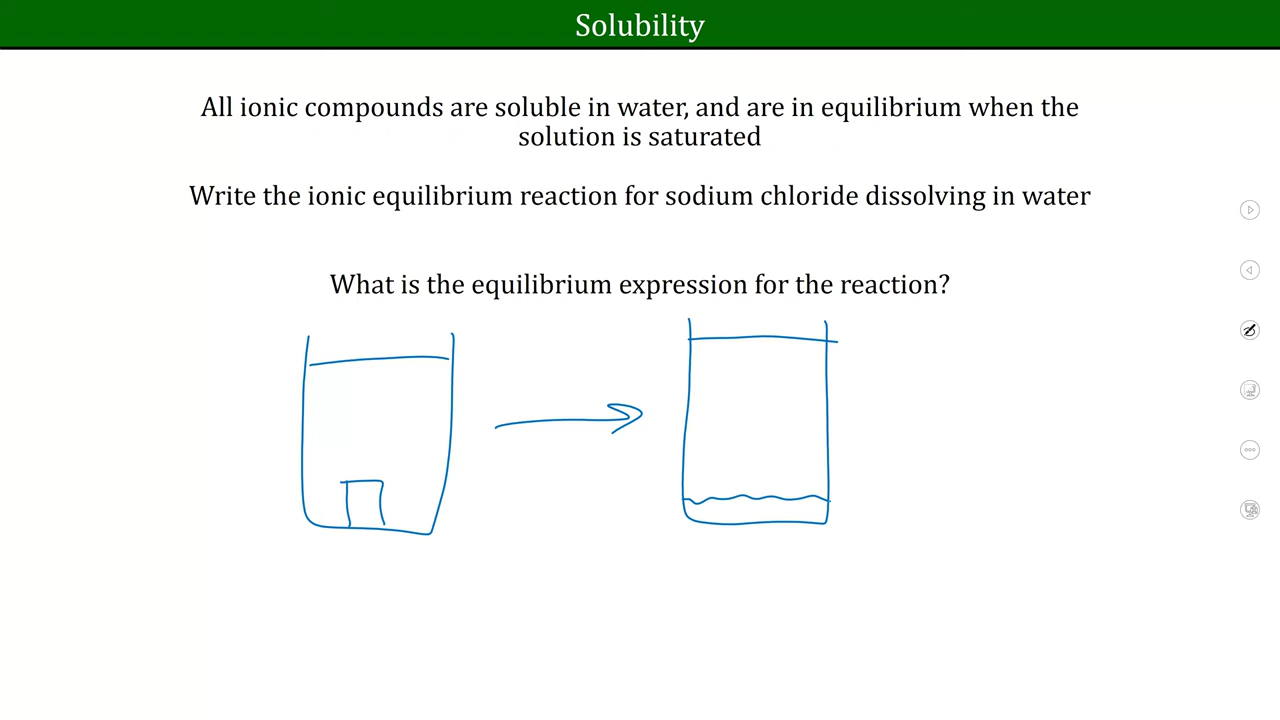 Solubility
All ionic compounds are soluble in water, and are in equilibrium when the
solution is saturated
Write the ionic equilibrium reaction for sodium chloride dissolving in water
What is the equilibrium expression for the reaction?